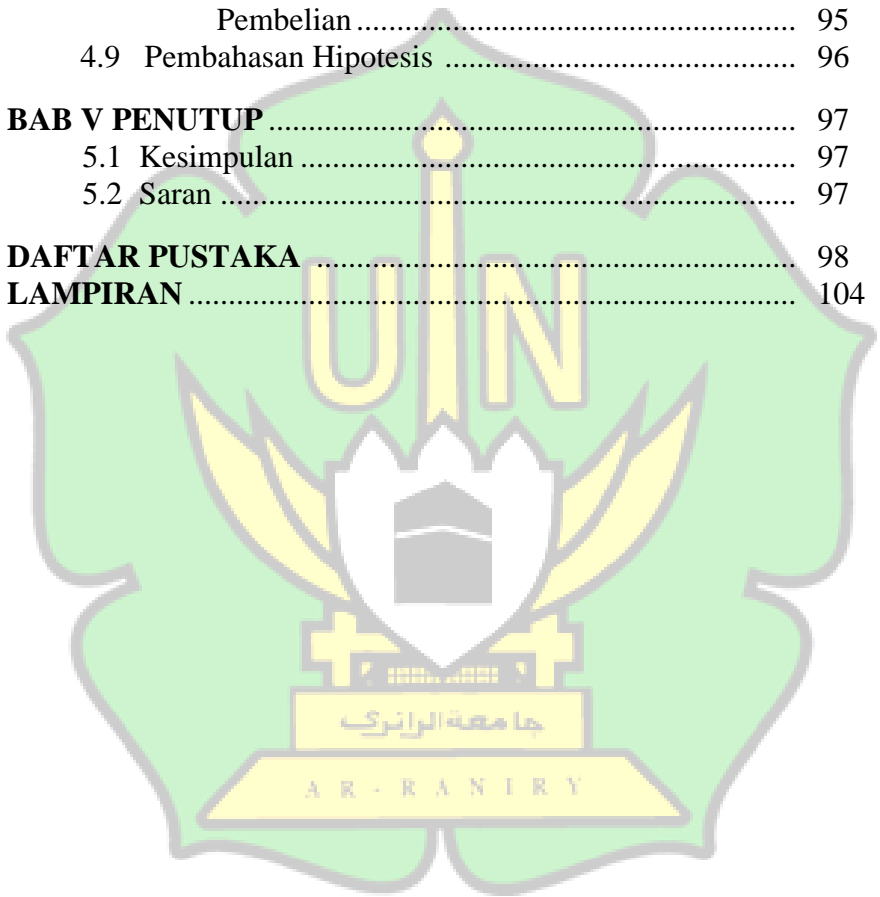 Pembelian ........................................................ 95
4.9 Pembahasan Hipotesis ............................................. 96
BAB V PENUTUP .................................................................... 97
5.1 Kesimpulan ................................................................ 97
5.2 Saran .......................................................................... 97
DAFTAR PUSTAKA ............................................................. 98
LAMPIRAN .............................................................................. 104
UIN
جامعة الرانري
AR-RANIRY